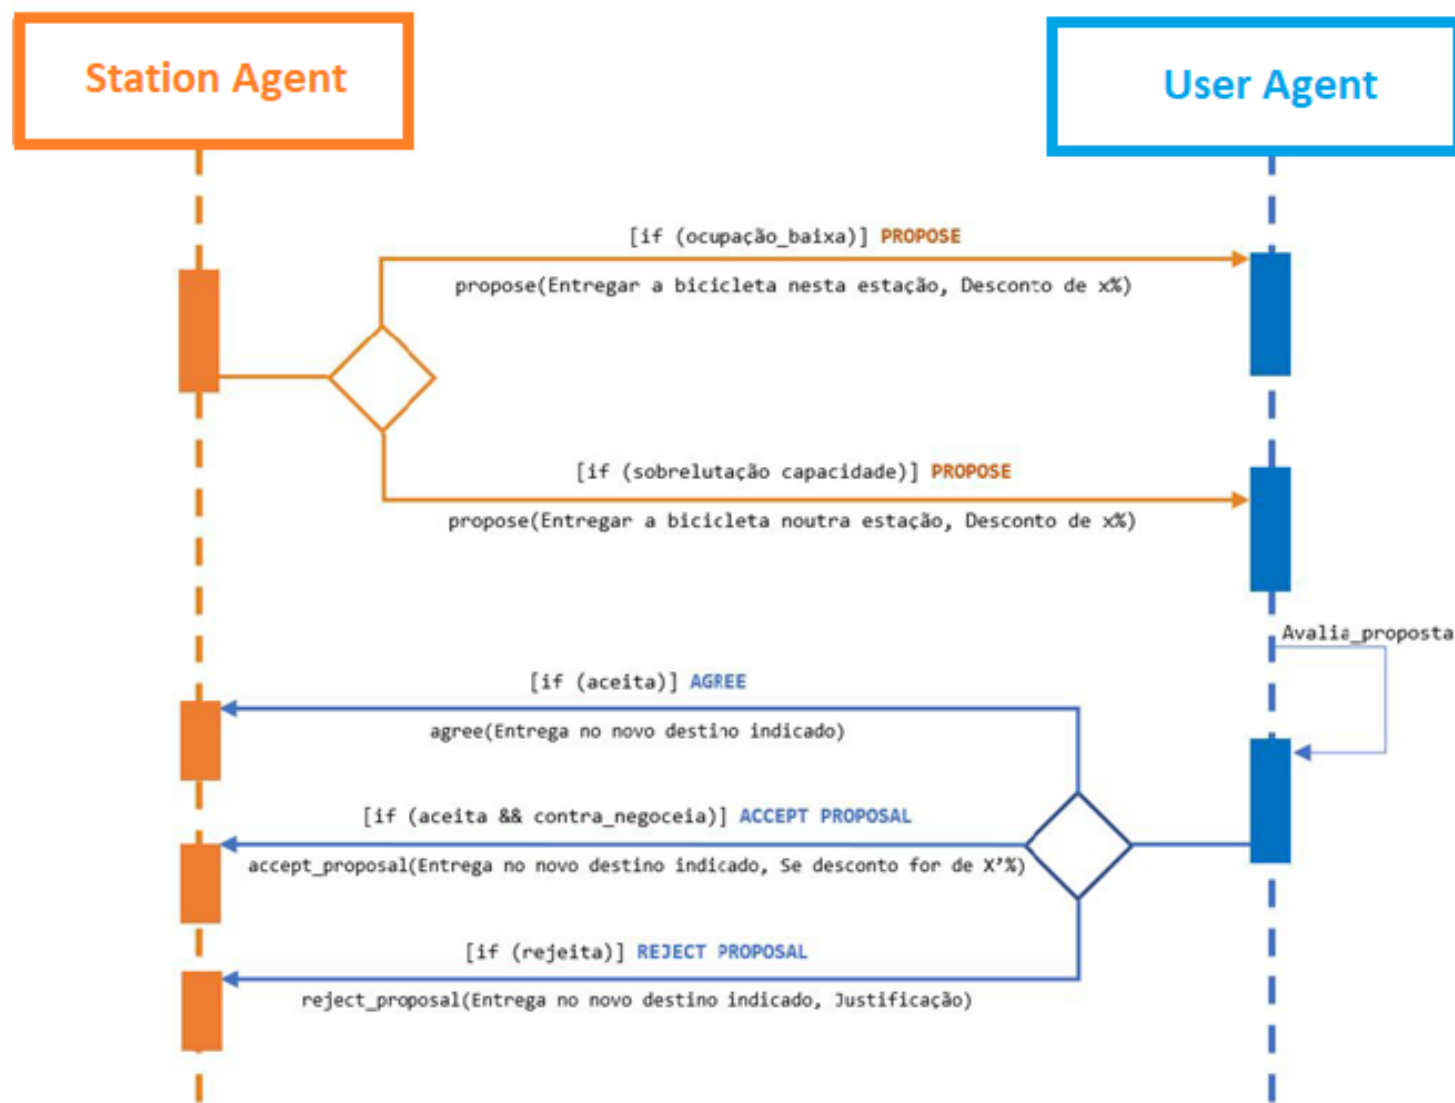 Station Agent
User Agent
[if (ocupação_baixa)] PROPOSE
propose(Entregar a bicicleta nesta estação, Desconto de x%)
[if (sobrelutação capacidade)] PROPOSE
propose(Entregar a bicicleta noutra estação, Desconto de x%)
Avalia_proposta
[if (aceita)] AGREE
agree(Entrega no novo destino indicado)
[if (aceita && contra_negoceia)] ACCEPT PROPOSAL
accept_proposal(Entrega no novo destino indicado, Se desconto for de X'%)
[if (rejeita)] REJECT PROPOSAL
reject_proposal(Entrega no novo destino indicado, Justificação)